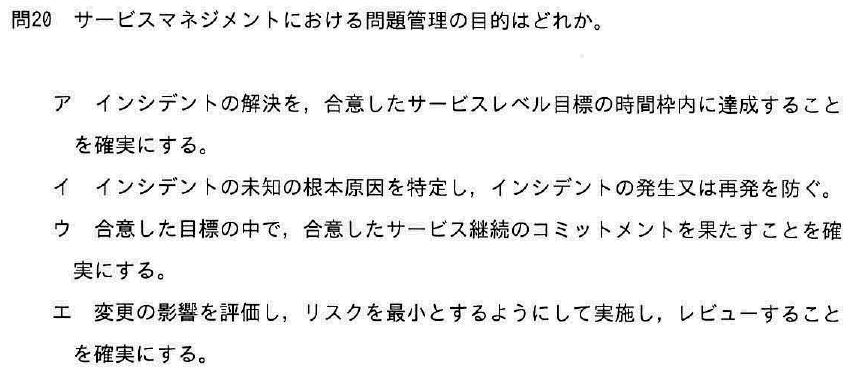 問20 サービスマネジメントにおける問題管理の目的はどれか。
ア インシデントの解決を，合意したサービスレベル目標の時間枠内に達成すること
を確実にする。
イ インシデントの未知の根本原因を特定し，インシデントの発生又は再発を防ぐ。
ウ 合意した目標の中で，合意したサービス継続のコミットメントを果たすことを確
実にする。
エ 変更の影響を評価し，リスクを最小とするようにして実施し，レビューすること
を確実にする。